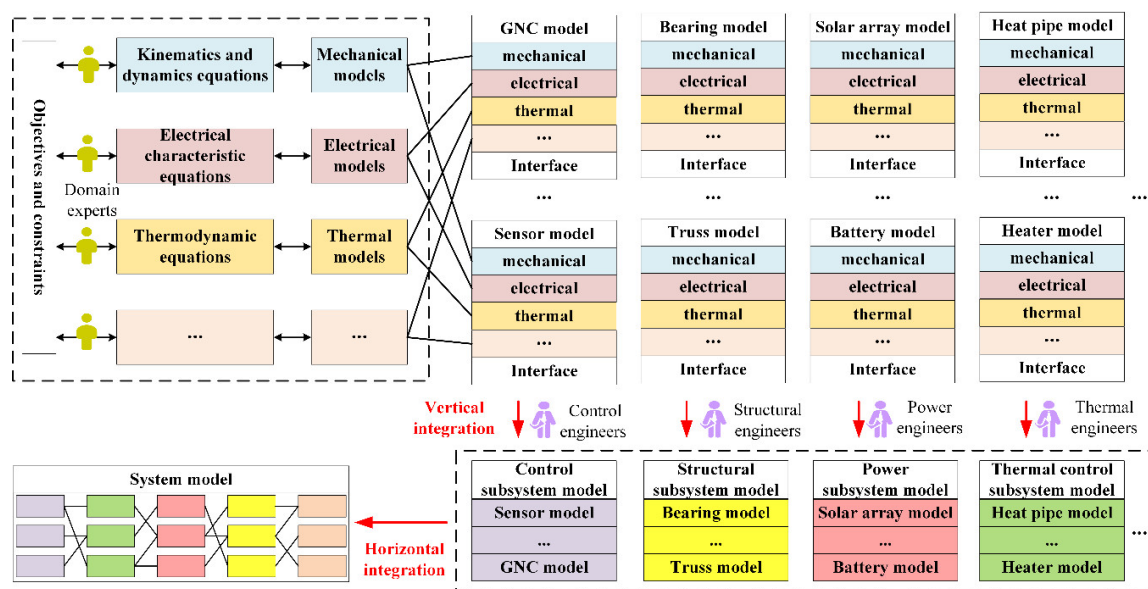 Objectives and constraints
Kinematics and
dynamics equations
Mechanical
models
Electrical
characteristic
equations
Electrical
models
Domain
experts
Thermodynamic
equations
Thermal
models
...
...
GNC model
mechanical
electrical
thermal
...
Interface
...
Bearing model
mechanical
electrical
thermal
...
Interface
Solar array model
mechanical
electrical
thermal
...
Interface
...
Heat pipe model
mechanical
electrical
thermal
...
Interface
...
...
Sensor model
mechanical
electrical
thermal
...
Interface
Truss model
mechanical
electrical
thermal
...
Interface
Battery model
mechanical
electrical
thermal
...
Interface
Heater model
mechanical
electrical
thermal
...
Interface
Vertical
integration
Control
engineers
Structural
engineers
Power
engineers
Thermal
engineers
System model
Horizontal
integration
Control
subsystem model
Sensor model
...
GNC model
Structural
subsystem model
Bearing model
...
Truss model
Power
subsystem model
Solar array model
...
Battery model
Thermal control
subsystem model
Heat pipe model
...
Heater model
...